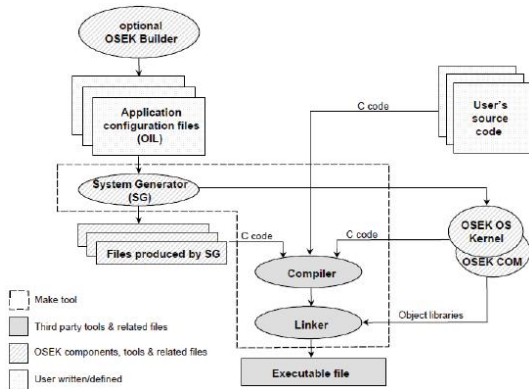 optional
OSEK Builder
Application
configuration files
(OIL)
C code
User's
source
code
System Generator
(SG)
Files produced by SG
C code
C code
OSEK OS
Kernel
OSEK COM
Compiler
Linker
Object libraries
Executable file
Make tool
Third party tools & related files
OSEK components, tools & related files
User written/defined